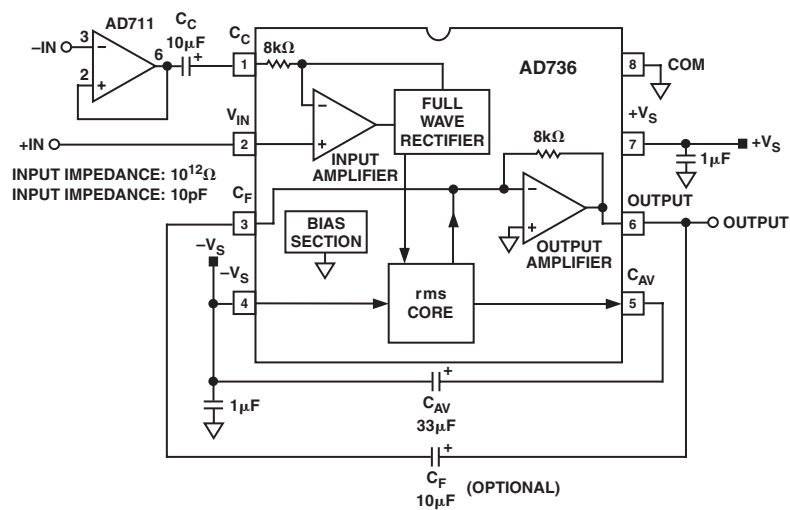 AD711
C_C
10µF
+
3
–IN
–
2
+
6
C_C
1
8kΩ
AD736
8
COM
V_IN
+IN
2
–
+
INPUT
AMPLIFIER
FULL
WAVE
RECTIFIER
+V_S
7
+V_S
1µF
INPUT IMPEDANCE: 10^12Ω
INPUT IMPEDANCE: 10pF
8kΩ
C_F
3
BIAS
SECTION
–
+
OUTPUT
AMPLIFIER
OUTPUT
6
OUTPUT
–V_S
–V_S
4
rms
CORE
C_AV
5
1µF
+
C_AV
33µF
+
C_F
10µF
(OPTIONAL)